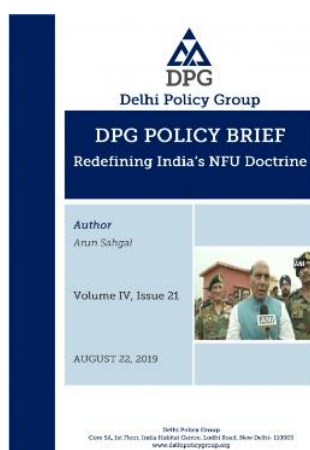 DPG
Delhi Policy Group
DPG POLICY BRIEF
Redefining India's NFU Doctrine
Author
Arun Sahgal
Volume IV, Issue 21
ANI
ANI
AUGUST 22, 2019
Delhi Policy Group
Core 5A, 1st Floor, India Habitat Centre, Lodhi Road, New Delhi- 110003
www.delhipolicygroup.org